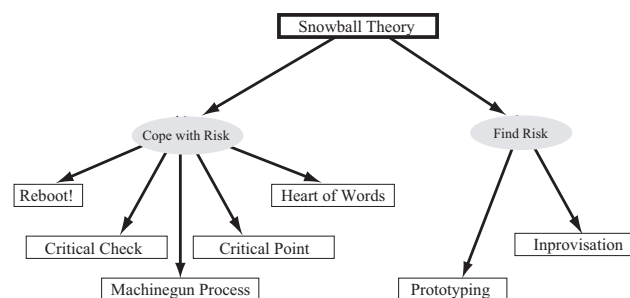 Snowball Theory
Cope with Risk
Find Risk
Reboot!
Heart of Words
Critical Check
Critical Point
Inprovisation
Machinegun Process
Prototyping